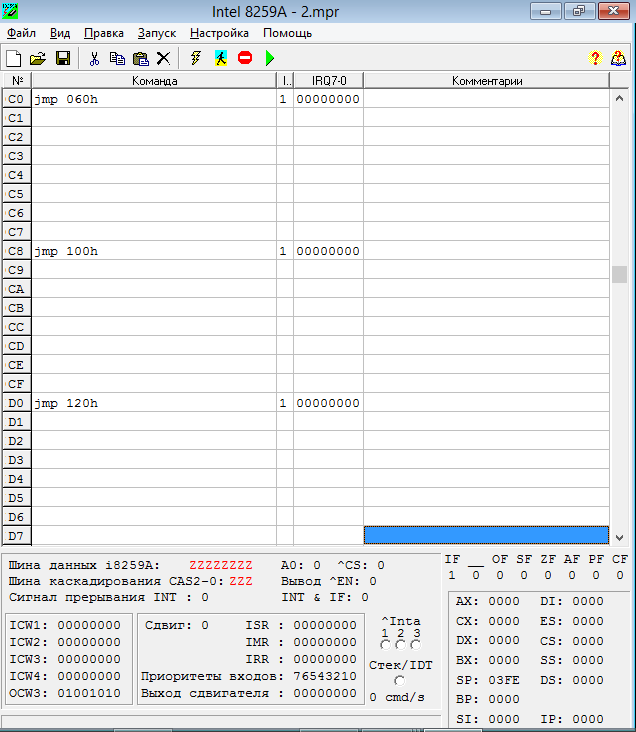 Intel 8259A - 2.mpr
Файл Вид Правка Запуск Настройка Помощь
№ Команда I.. IRQ7-0 Комментарии
C0 jmp 060h 1 00000000
C1
C2
C3
C4
C5
C6
C7
C8 jmp 100h 1 00000000
C9
CA
CB
CC
CD
CE
CF
D0 jmp 120h 1 00000000
D1
D2
D3
D4
D5
D6
D7
Шина данных i8259A: ZZZZZZZZ A0: 0 ^CS: 0
Шина каскадирования CAS2-0: ZZZ Вывод ^EN: 0
Сигнал прерывания INT : 0 INT & IF: 0
IF __ OF SF ZF AF PF CF
1 0 0 0 0 0 0 0
ICW1: 00000000
ICW2: 00000000
ICW3: 00000000
ICW4: 00000000
OCW3: 01001010
Сдвиг: 0 ISR : 00000000
IMR : 00000000
IRR : 00000000
Приоритеты входов: 76543210
Выход сдвигателя : 00000000
^Inta
1 2 3
Стек/IDT
0 cmd/s
AX: 0000 DI: 0000
CX: 0000 ES: 0000
DX: 0000 CS: 0000
BX: 0000 SS: 0000
SP: 03FE DS: 0000
BP: 0000
SI: 0000 IP: 0000